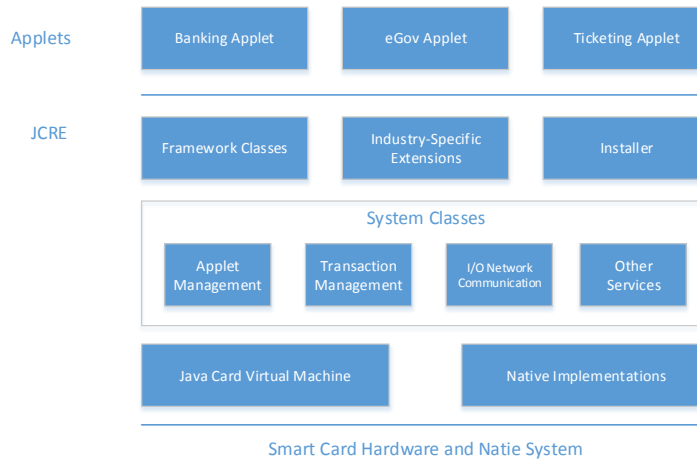 Applets
Banking Applet
eGov Applet
Ticketing Applet
JCRE
Framework Classes
Industry-Specific
Extensions
Installer
System Classes
Applet
Management
Transaction
Management
I/O Network
Communication
Other
Services
Java Card Virtual Machine
Native Implementations
Smart Card Hardware and Natie System